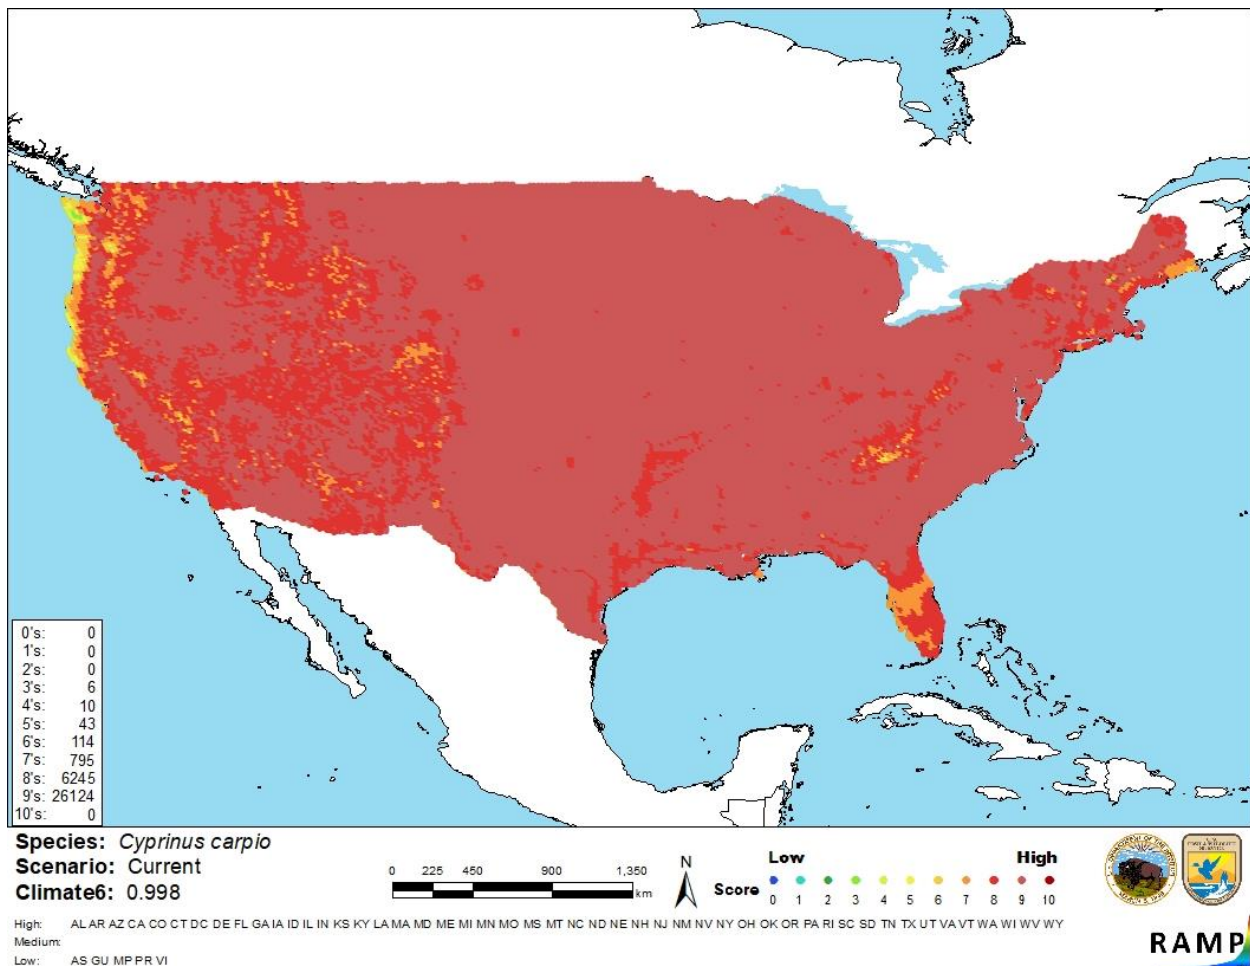 0's: 0
1's: 0
2's: 0
3's: 6
4's: 10
5's: 43
6's: 114
7's: 795
8's: 6245
9's: 26124
10's: 0
Species: Cyprinus carpio
Scenario: Current
Climate6: 0.998
0 225 450 900 1,350
km
N
Low High
Score
0 1 2 3 4 5 6 7 8 9 10
High: AL AR AZ CA CO CT DC DE FL GA IA ID IL IN KS KY LA MA MD ME MI MN MO MS MT NC ND NE NH NJ NM NV NY OH OK OR PA RI SC SD TN TX UT VA VT WA WI WV WY
Medium:
Low: AS GU MP PR VI
RAMP